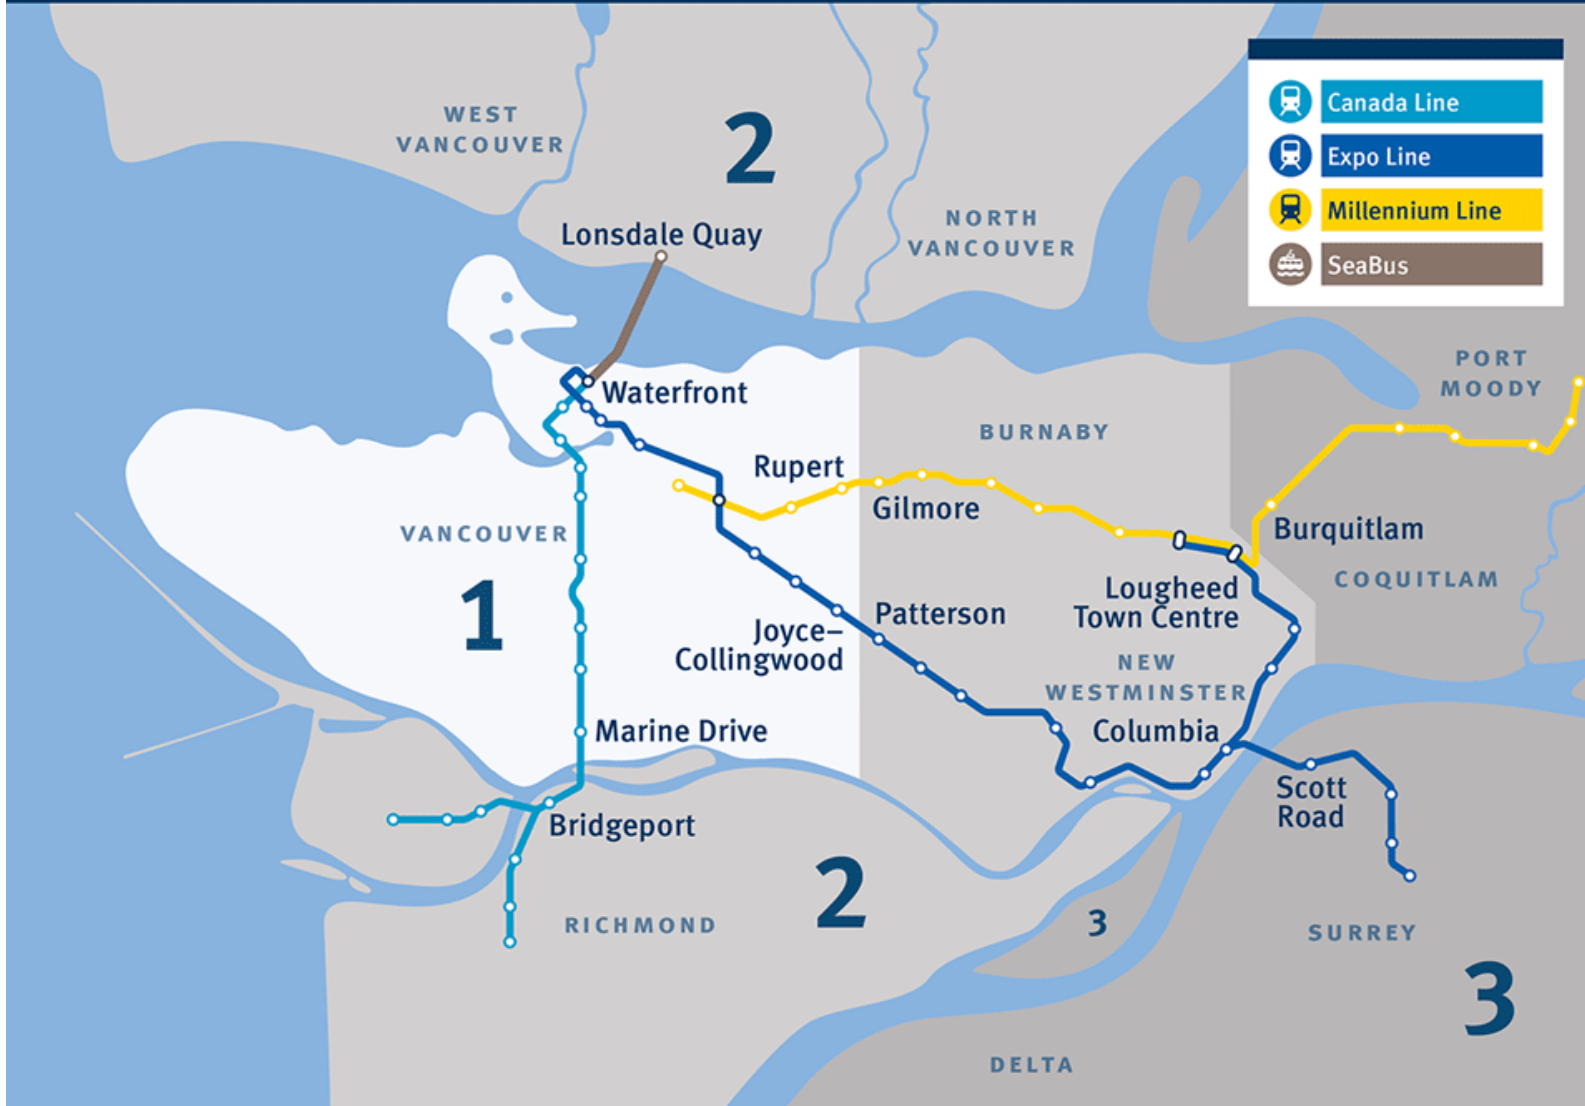 Canada Line
Expo Line
Millennium Line
SeaBus
WEST
VANCOUVER
2
NORTH
VANCOUVER
Lonsdale Quay
PORT
MOODY
Waterfront
BURNABY
Rupert
Gilmore
Burquitlam
VANCOUVER
COQUITLAM
1
Lougheed
Town Centre
Patterson
Joyce–
Collingwood
NEW
WESTMINSTER
Marine Drive
Columbia
Scott
Road
Bridgeport
2
3
RICHMOND
SURREY
3
DELTA